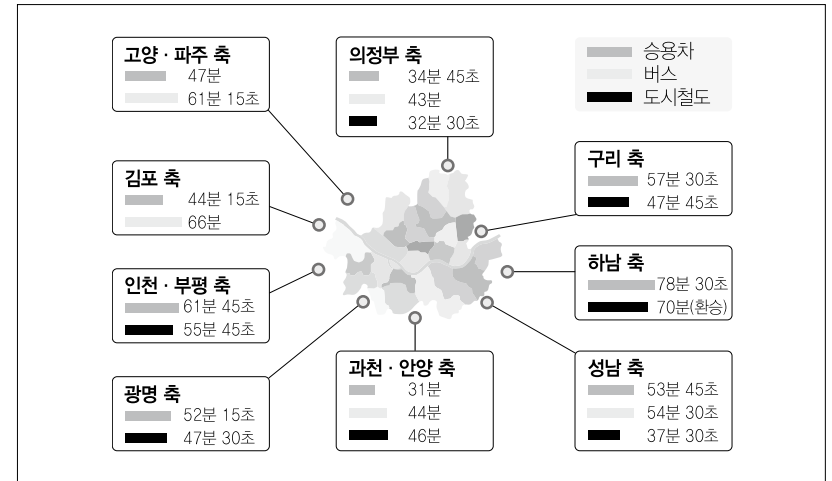 고양 · 파주 축
47분
61분 15초
의정부 축
34분 45초
43분
32분 30초
승용차
버스
도시철도
김포 축
44분 15초
66분
구리 축
57분 30초
47분 45초
인천 · 부평 축
61분 45초
55분 45초
하남 축
78분 30초
70분(환승)
광명 축
52분 15초
47분 30초
과천 · 안양 축
31분
44분
46분
성남 축
53분 45초
54분 30초
37분 30초